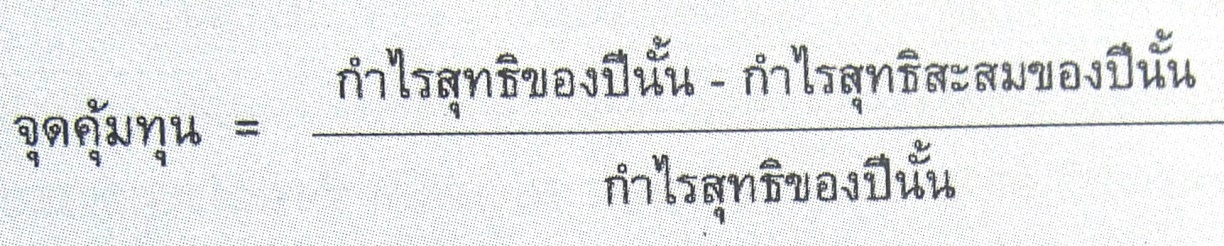 กำไรสุทธิของปีนั้น - กำไรสุทธิสะสมของปีนั้น
จุดคุ้มทุน =
กำไรสุทธิของปีนั้น